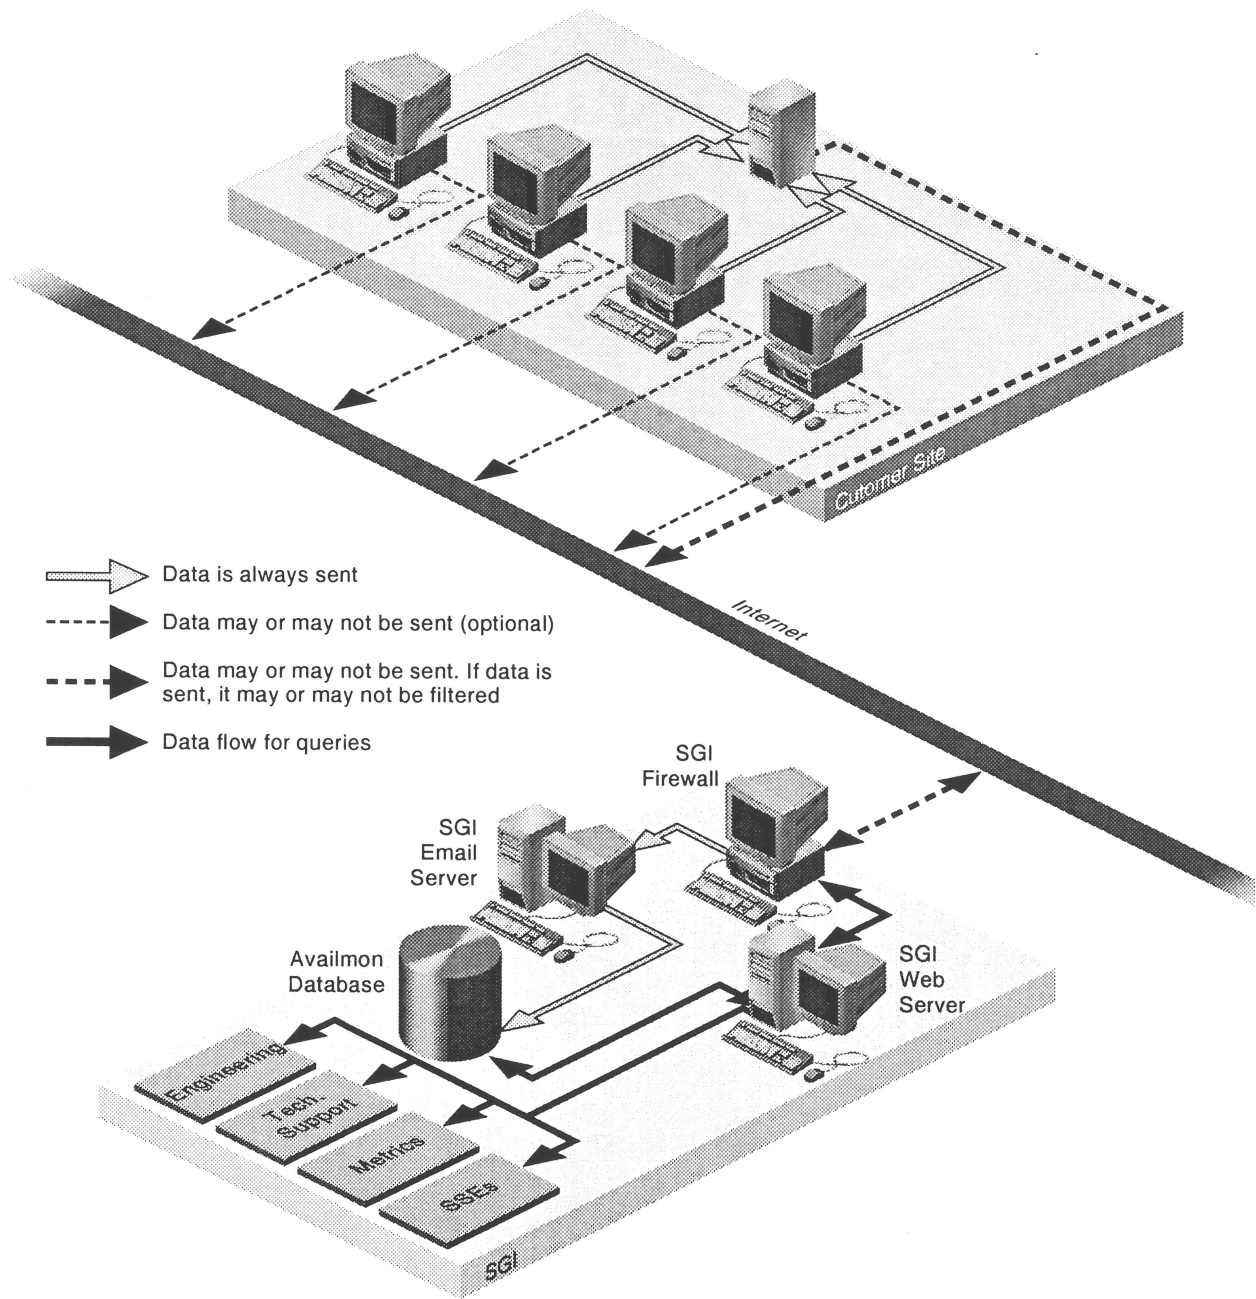 Cutomer Site
Data is always sent
Data may or may not be sent (optional)
Data may or may not be sent. If data is
sent, it may or may not be filtered
Data flow for queries
Internet
SGI
Firewall
SGI
Email
Server
Availmon
Database
SGI
Web
Server
Enginsering
Tech.
Support
Metrics
SSEs
SGI